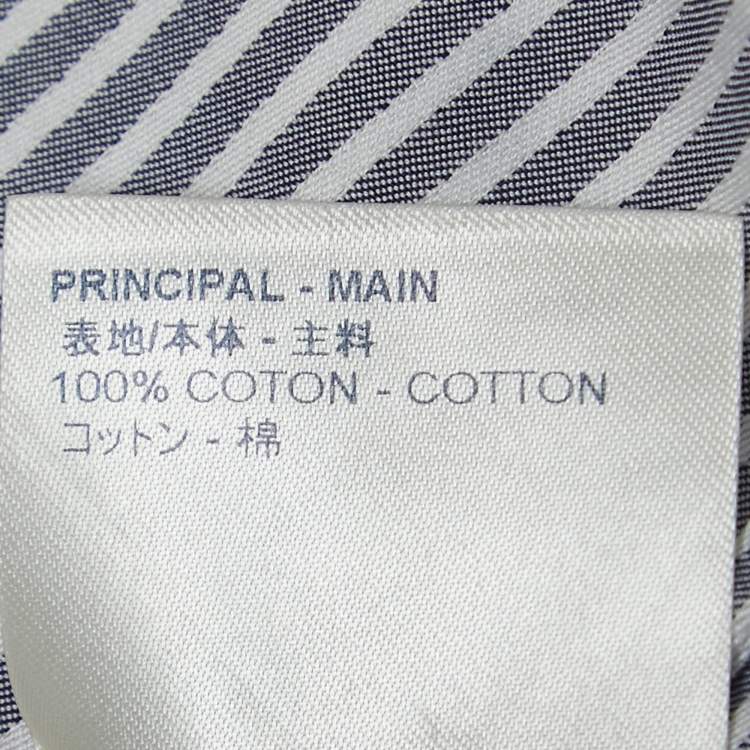 PRINCIPAL - MAIN
表地/本体 - 主料
100% COTON - COTTON
コットン - 棉